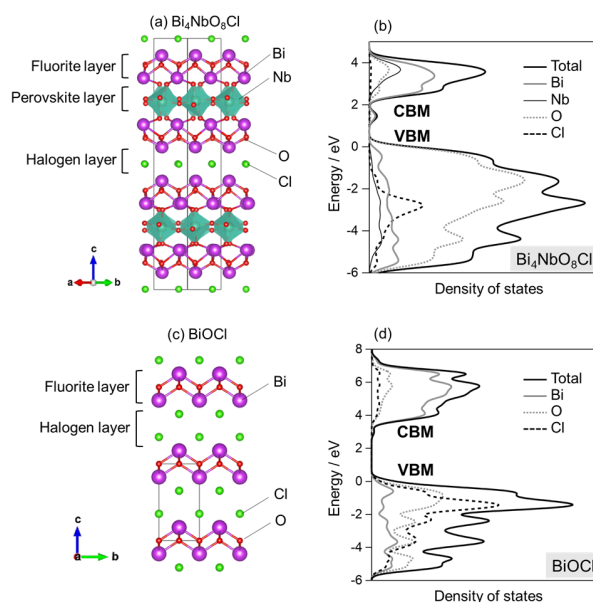 (a) Bi₄NbO₈Cl
Fluorite layer
Perovskite layer
Halogen layer
Bi
Nb
O
Cl
c
a
b
(b)
Total
Bi
Nb
O
Cl
CBM
VBM
4
2
0
-2
-4
-6
Energy / eV
Density of states
Bi₄NbO₈Cl
(c) BiOCl
Fluorite layer
Halogen layer
Bi
Cl
O
c
a
b
(d)
Total
Bi
O
Cl
CBM
VBM
8
6
4
2
0
-2
-4
-6
Energy / eV
Density of states
BiOCl